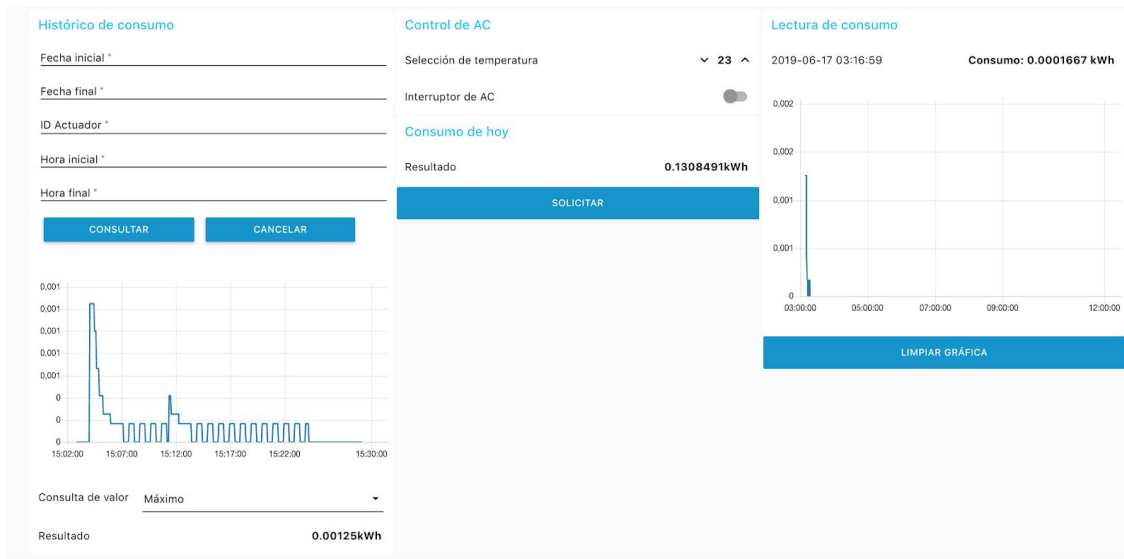 Histórico de consumo
Fecha inicial *
Fecha final *
ID Actuador *
Hora inicial *
Hora final *
CONSULTAR CANCELAR
0,001
0,001
0,001
0,001
0,001
0
0
0
15:02:00 15:07:00 15:12:00 15:17:00 15:22:00 15:30:00
Consulta de valor Máximo
Resultado 0.00125kWh
Control de AC
Selección de temperatura 23
Interruptor de AC
Consumo de hoy
Resultado 0.1308491kWh
SOLICITAR
Lectura de consumo
2019-06-17 03:16:59 Consumo: 0.0001667 kWh
0,002
0,002
0,001
0,001
0
03:00:00 05:00:00 07:00:00 09:00:00 12:00:00
LIMPIAR GRÁFICA